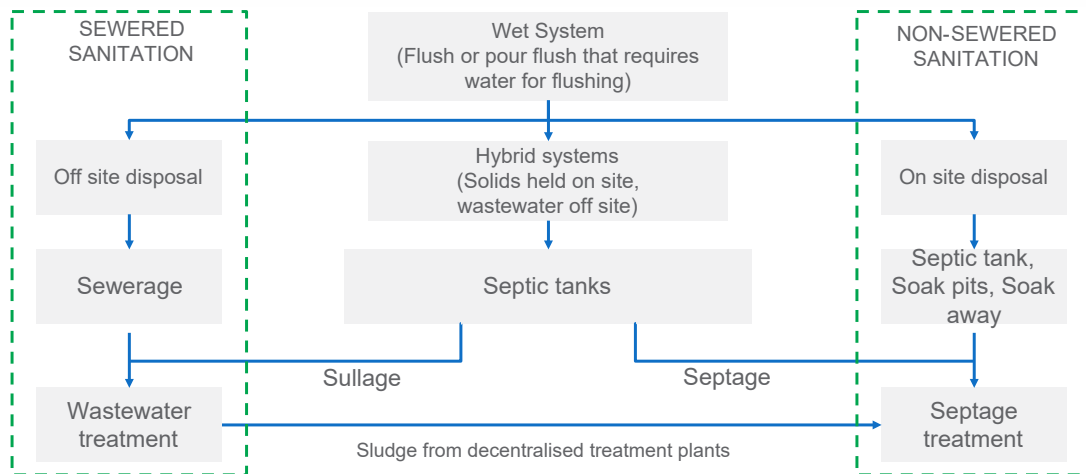 SEWERED
SANITATION
Wet System
(Flush or pour flush that requires
water for flushing)
NON-SEWERED
SANITATION
Off site disposal
Hybrid systems
(Solids held on site,
wastewater off site)
On site disposal
Sewerage
Septic tanks
Septic tank,
Soak pits, Soak
away
Sullage
Septage
Wastewater
treatment
Sludge from decentralised treatment plants
Septage
treatment